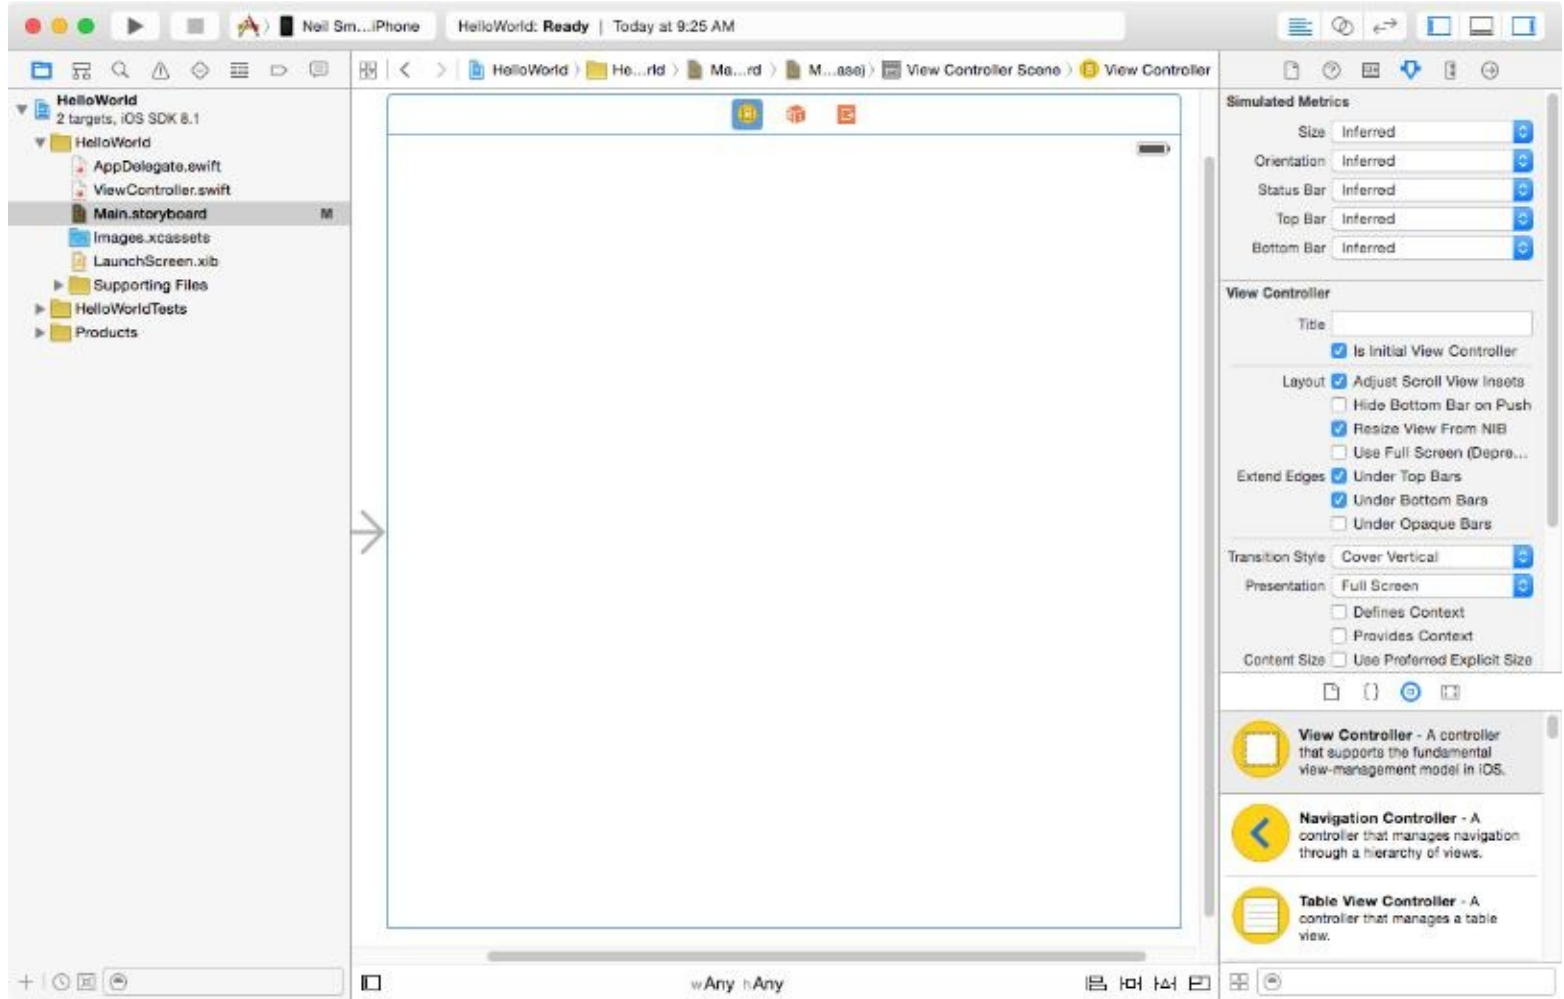 Neil Sm...iPhone
HelloWorld: Ready | Today at 9:25 AM
HelloWorld
He...rld
Ma...rd
M...ase)
View Controller Scene
View Controller
HelloWorld
2 targets, iOS SDK 8.1
HelloWorld
AppDelegate.swift
ViewController.swift
Main.storyboard M
Images.xcassets
LaunchScreen.xib
Supporting Files
HelloWorldTests
Products
wAny hAny
Simulated Metrics
Size Inferred
Orientation Inferred
Status Bar Inferred
Top Bar Inferred
Bottom Bar Inferred
View Controller
Title
Is Initial View Controller
Layout Adjust Scroll View Insets
Hide Bottom Bar on Push
Resize View From NIB
Use Full Screen (Depre...
Extend Edges Under Top Bars
Under Bottom Bars
Under Opaque Bars
Transition Style Cover Vertical
Presentation Full Screen
Defines Context
Provides Context
Content Size Use Preferred Explicit Size
View Controller - A controller
that supports the fundamental
view-management model in iOS.
Navigation Controller - A
controller that manages navigation
through a hierarchy of views.
Table View Controller - A
controller that manages a table
view.